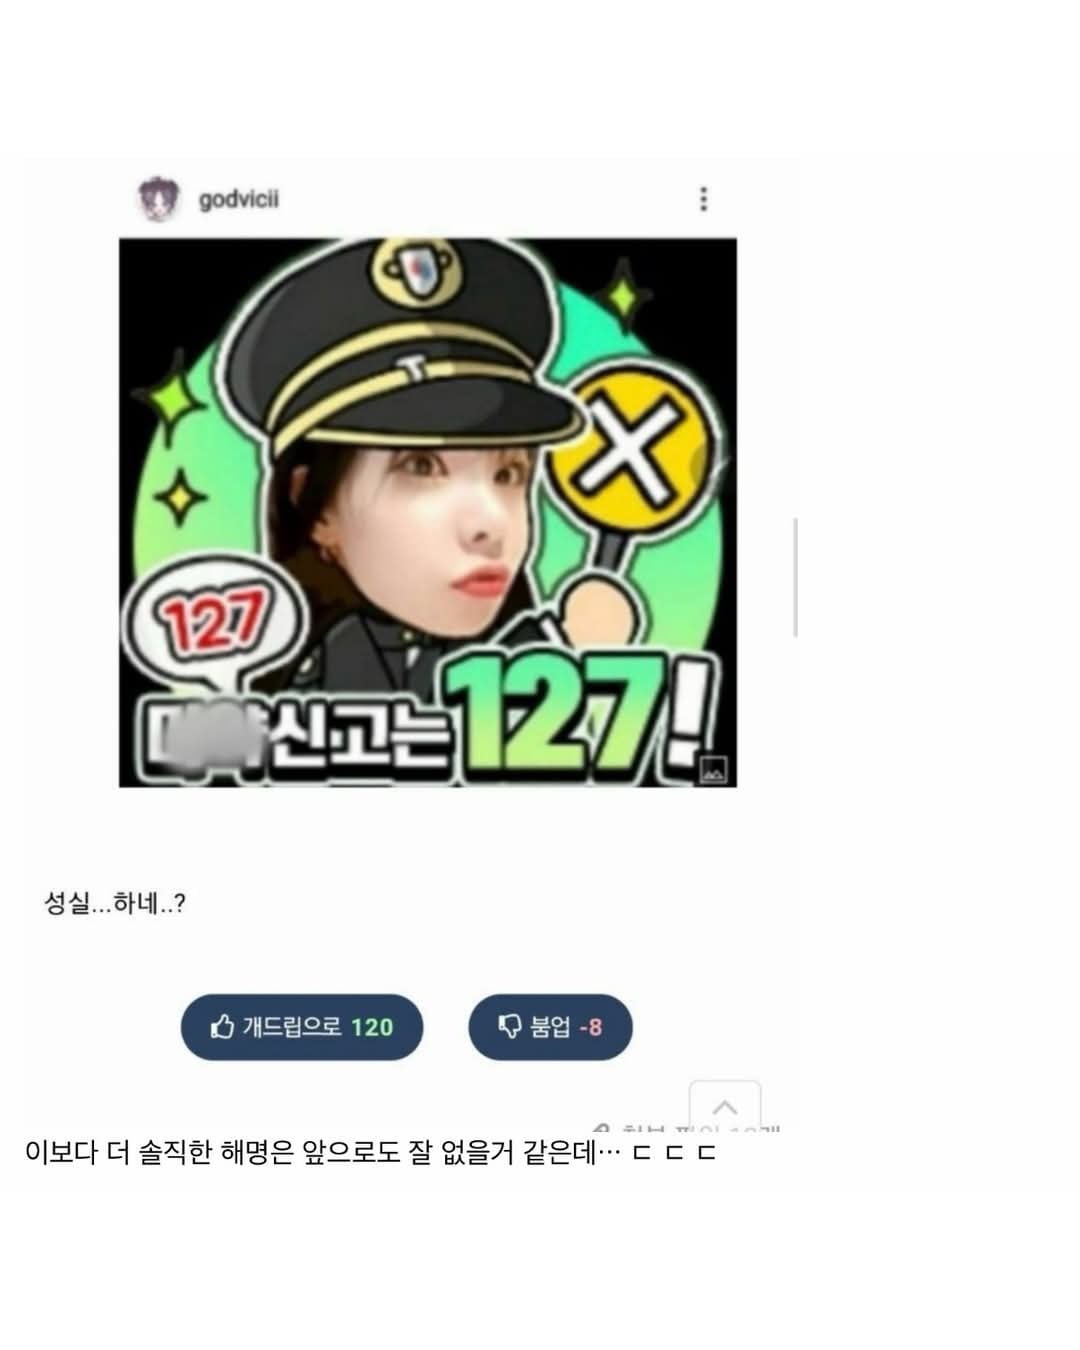 godvicii
127
신고는 127!
성실...하네..?
개드립으로 120
붐업 -8
이보다 더 솔직한 해명은 앞으로도 잘 없을거 같은데… ㄷ ㄷ ㄷ